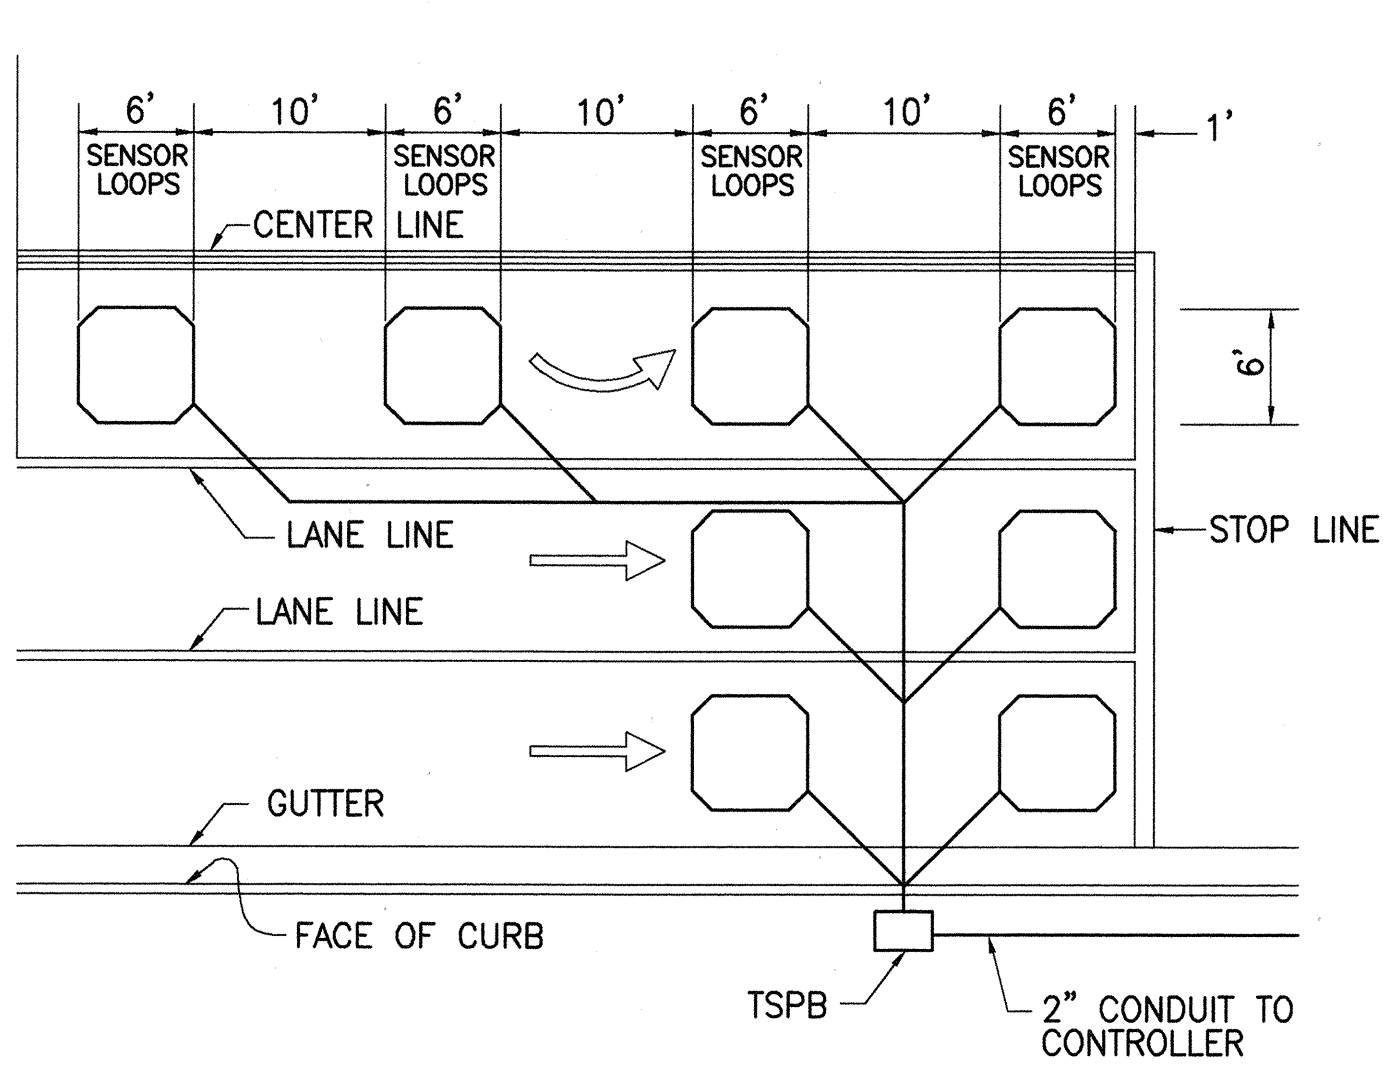 6' 10' 6' 10' 6' 10' 6' 1'
SENSOR LOOPS
SENSOR LOOPS
SENSOR LOOPS
SENSOR LOOPS
CENTER LINE
6'
LANE LINE
STOP LINE
LANE LINE
GUTTER
FACE OF CURB
TSPB
2" CONDUIT TO
CONTROLLER